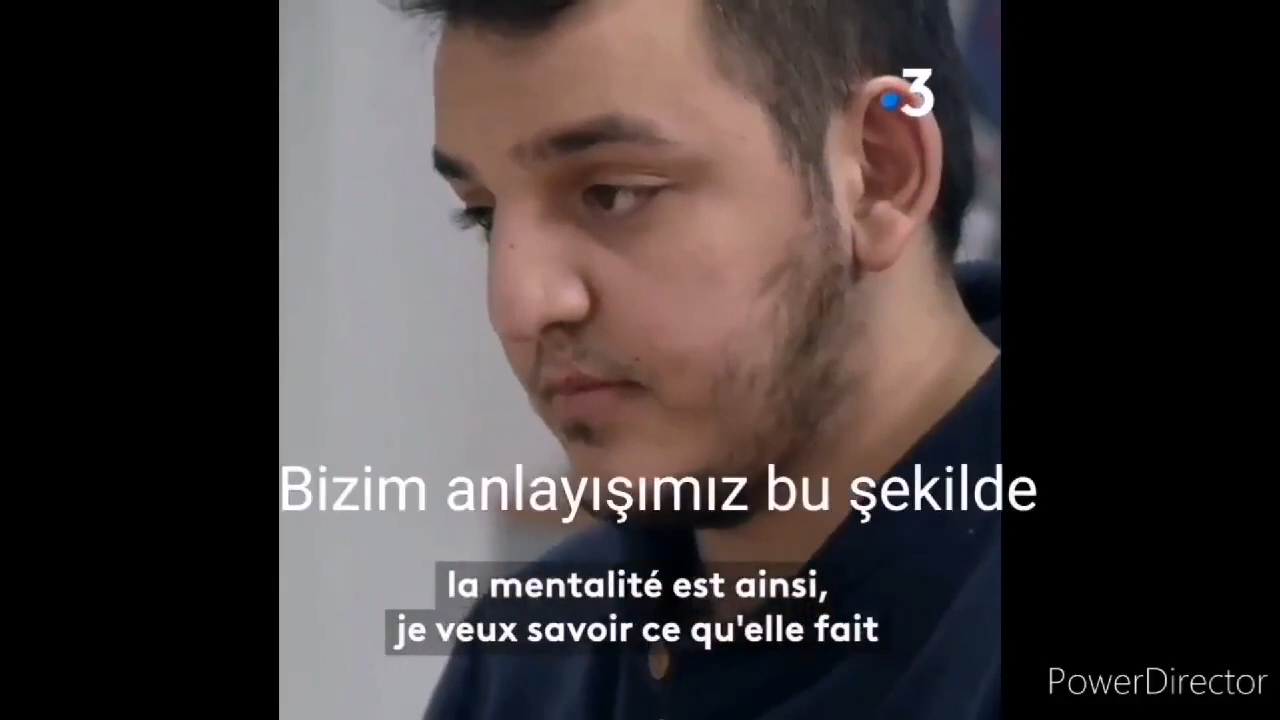 3
Bizim anlayışımız bu şekilde
la mentalité est ainsi,
je veux savoir ce qu'elle fait
PowerDirector